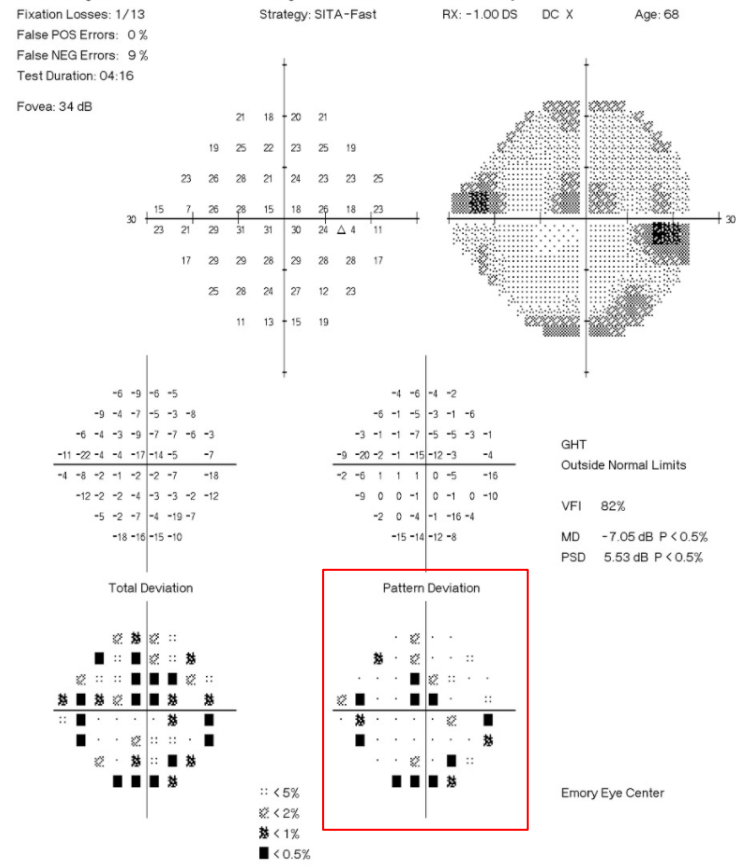 Fixation Losses: 1/13 Strategy: SITA-Fast RX: -1.00 DS DC X Age: 68
False POS Errors: 0 %
False NEG Errors: 9 %
Test Duration: 04:16
Fovea: 34 dB
21 18 20 21
19 25 22 23 25 19
23 26 28 21 24 23 23 25
15 7 26 28 15 18 26 18 23
30 30
23 21 29 31 31 30 24 4 11
17 29 29 28 29 28 28 17
25 28 24 27 12 23
11 13 15 19
-6 -9 -6 -5 -4 -6 -4 -2
-9 -4 -7 -5 -3 -8 -6 -1 -5 -3 -1 -6
-6 -4 -3 -9 -7 -7 -6 -3 -3 -1 -1 -7 -5 -5 -3 -1
GHT
-11 -22 -4 -4 -17 -14 -5 -7 -9 -20 -2 -1 -15 -12 -3 -4
Outside Normal Limits
-4 -8 -2 -1 -2 -2 -7 -18 -2 -6 1 1 1 0 -5 -16
-12 -2 -2 -4 -3 -3 -2 -12 -9 0 0 -1 0 -1 0 -10
VFI 82%
-5 -2 -7 -4 -19 -7 -2 0 -4 -1 -16 -4
-18 -16 -15 -10 -15 -14 -12 -8
MD -7.05 dB P < 0.5%
PSD 5.53 dB P < 0.5%
Total Deviation Pattern Deviation
< 5%
Emory Eye Center
< 2%
< 1%
< 0.5%